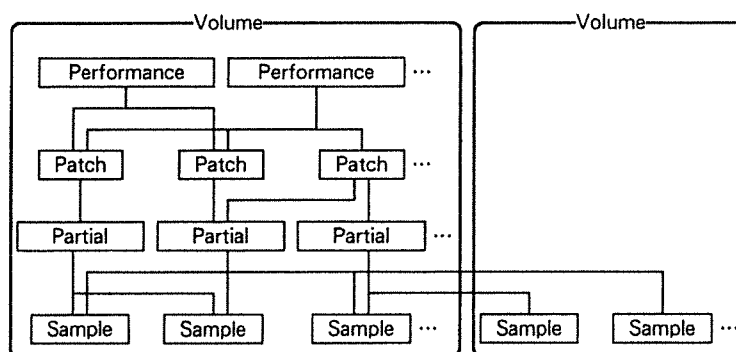 Volume Volume
Performance Performance ...
Patch Patch Patch ...
Partial Partial Partial ...
Sample Sample Sample ... Sample Sample ...